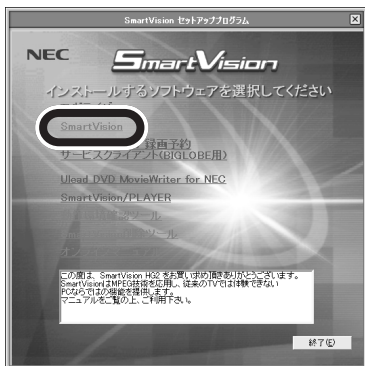 SmartVision セットアッププログラム
NEC
SmartVision
インストールするソフトウェアを選択してください
SmartVision
録画予約
サービスクライアント(BIGLOBE用)
Ulead DVD MovieWriter for NEC
SmartVision/PLAYER
この度は、SmartVision HG2 をお買い求め頂きありがとうございます。
SmartVisionはMPEG技術を応用し、従来のTVでは体験できない
PCならではの機能を提供します。
マニュアルをご覧の上、ご利用下さい。
終了(E)